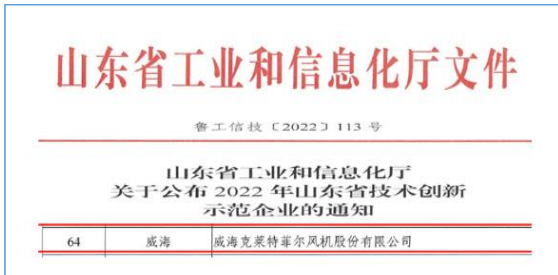 山东省工业和信息化厅文件
鲁工信技〔2022〕113 号
山东省工业和信息化厅
关于公布 2022 年山东省技术创新
示范企业的通知
64 威海 威海克莱特菲尔风机股份有限公司